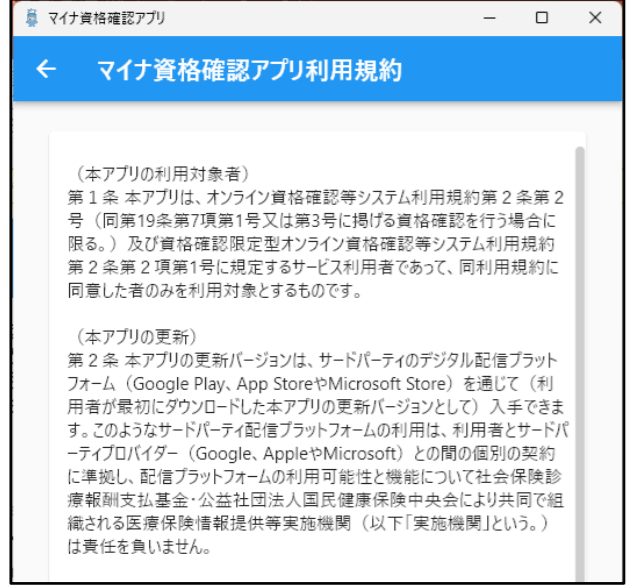 マイナ資格確認アプリ
マイナ資格確認アプリ利用規約
（本アプリの利用対象者）
第１条 本アプリは、オンライン資格確認等システム利用規約第２条第２
号（同第19条第7項第1号又は第3号に掲げる資格確認を行う場合に
限る。）及び資格確認限定型オンライン資格確認等システム利用規約
第２条第２項第1号に規定するサービス利用者であって、同利用規約に
同意した者のみを利用対象とするものです。
（本アプリの更新）
第２条 本アプリの更新バージョンは、サードパーティのデジタル配信プラット
フォーム（Google Play、App StoreやMicrosoft Store）を通じて（利
用者が最初にダウンロードした本アプリの更新バージョンとして）入手できま
す。このようなサードパーティ配信プラットフォームの利用は、利用者とサードパ
ーティプロバイダー（Google、AppleやMicrosoft）との間の個別の契約
に準拠し、配信プラットフォームの利用可能性と機能について社会保険診
療報酬支払基金・公益社団法人国民健康保険中央会により共同で組
織される医療保険情報提供等実施機関（以下「実施機関」という。）
は責任を負いません。